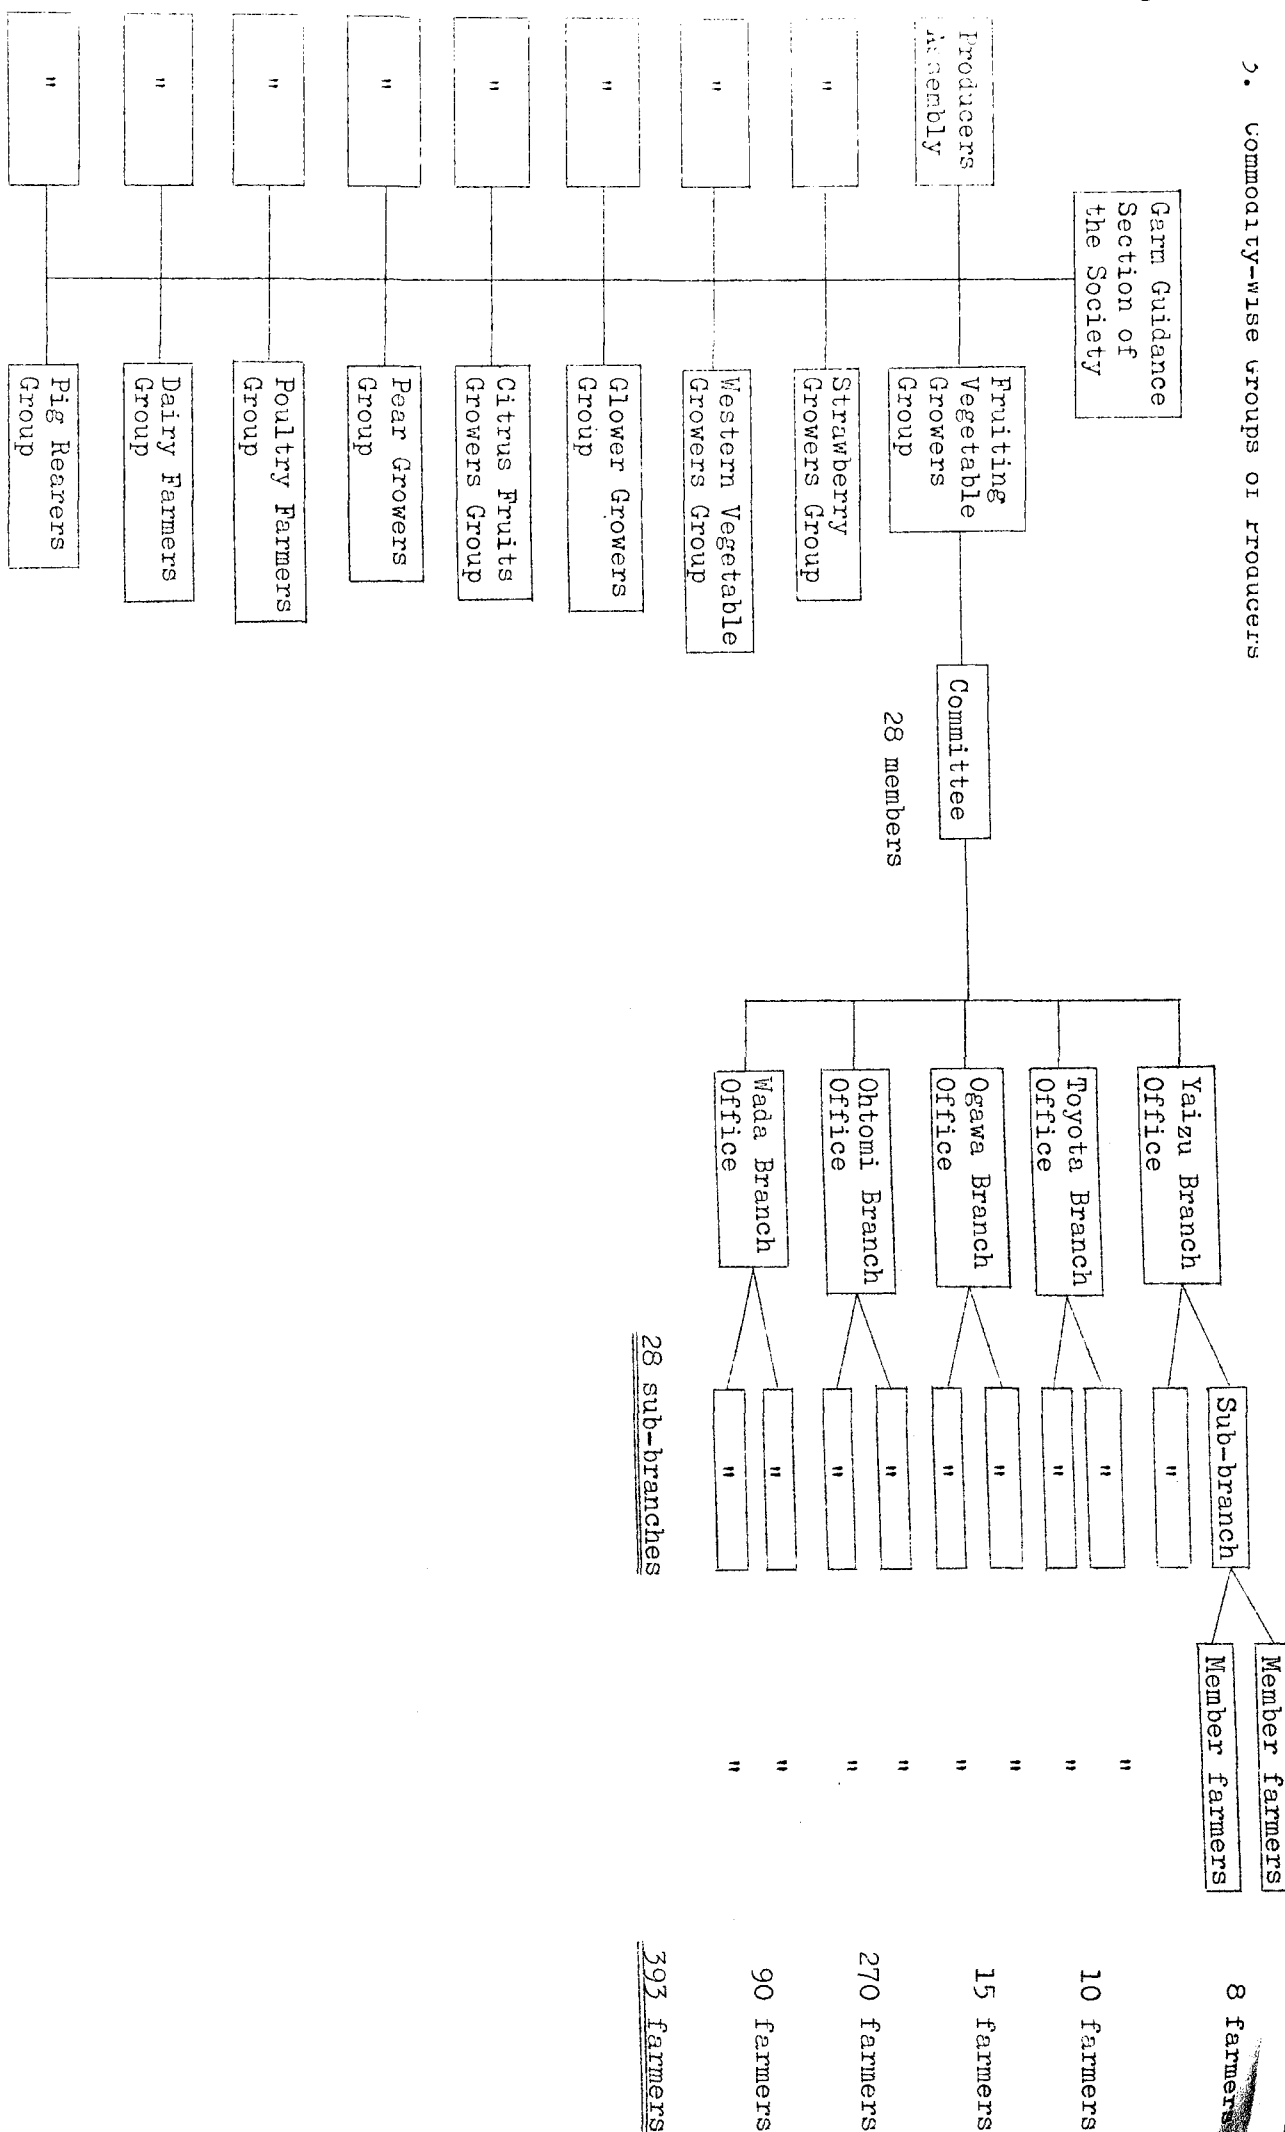 Commodity-wise Groups of Producers
Garm Guidance
Section of
the Society
Producers
Assembly
"
"
"
"
"
"
"
"
Fruiting
Vegetable
Growers
Group
Strawberry
Growers Group
Western Vegetable
Growers Group
Glower Growers
Group
Citrus Fruits
Growers Group
Pear Growers
Group
Poultry Farmers
Group
Dairy Farmers
Group
Pig Rearers
Group
Committee
28 members
Yaizu Branch
Office
Toyota Branch
Office
Ogawa Branch
Office
Ohtomi Branch
Office
Wada Branch
Office
Sub-branch
"
"
"
"
"
"
"
"
"
28 sub-branches
Member farmers
Member farmers
"
"
"
"
"
"
"
"
8 farmers
10 farmers
15 farmers
270 farmers
90 farmers
393 farmers